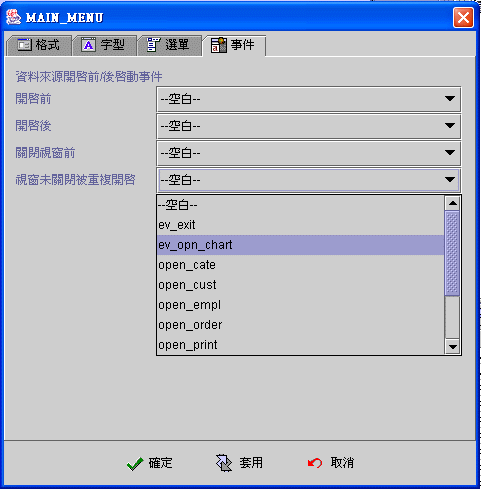 MAIN_MENU
格式 字型 選單 事件
資料來源開啓前/後啓動事件
開啓前 --空白--
開啓後 --空白--
關閉視窗前 --空白--
視窗未關閉被重複開啓 --空白--
--空白--
ev_exit
ev_opn_chart
open_cate
open_cust
open_empl
open_order
open_print
確定 套用 取消